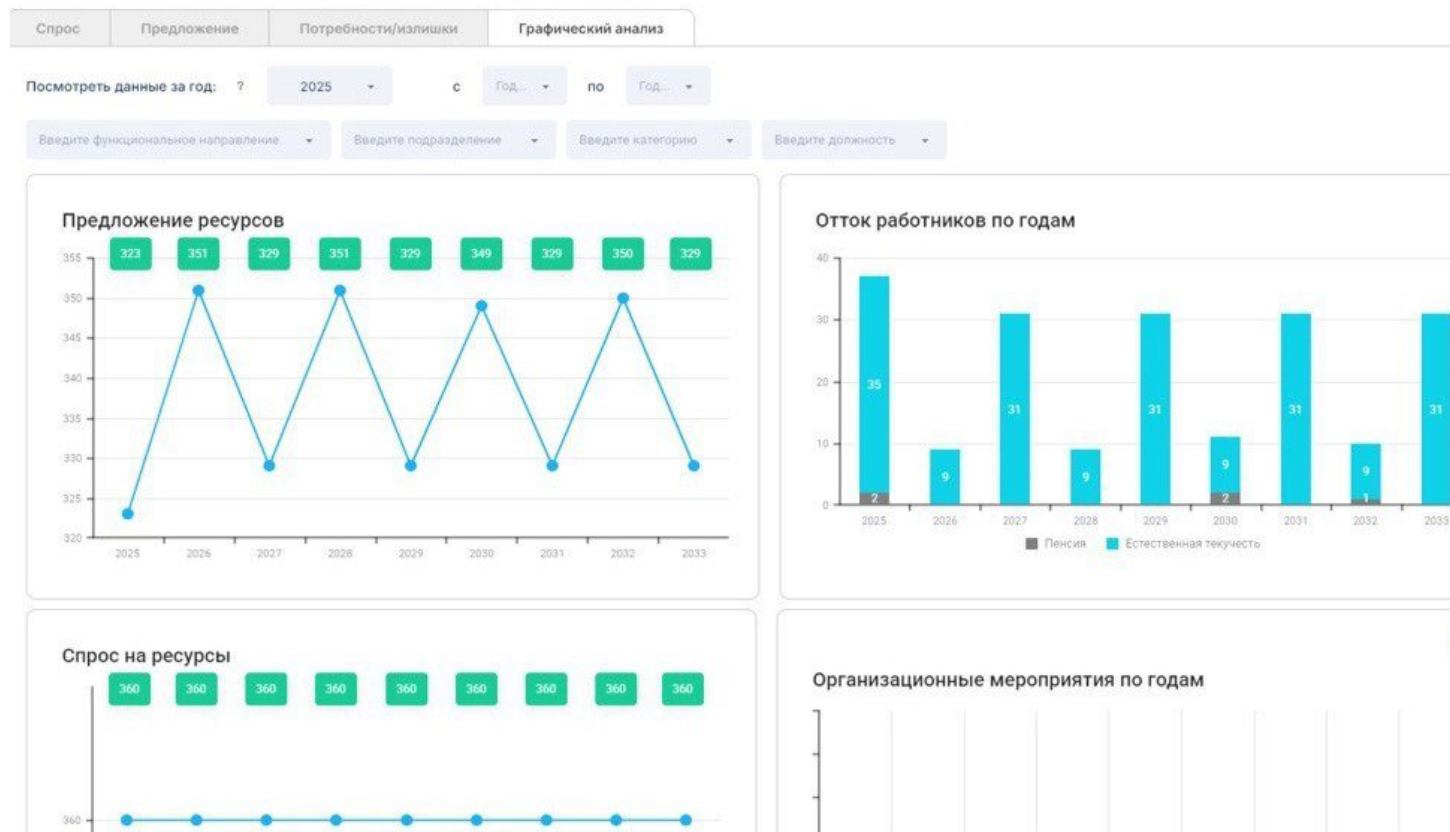 Спрос Предложение Потребности/излишки Графический анализ
Посмотреть данные за год: ? 2025 с Год... по Год...
Введите функциональное направление Введите подразделение Введите категорию Введите должность
Предложение ресурсов
323 351 329 351 329 349 329 350 329
355
350
345
340
335
330
325
320
2025 2026 2027 2028 2029 2030 2031 2032 2033
Отток работников по годам
40
30
20
10
0
35 9 31 9 31 9 31 9 31
2 2 1
2025 2026 2027 2028 2029 2030 2031 2032 2033
Пенсия Естественная текучесть
Спрос на ресурсы
360 360 360 360 360 360 360 360 360
360
Организационные мероприятия по годам